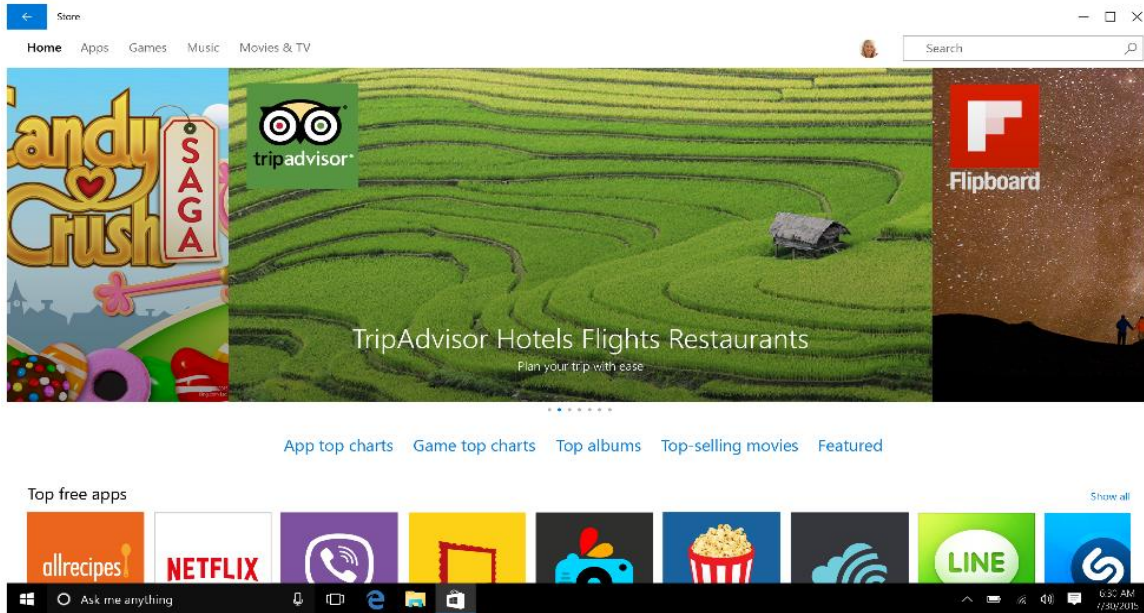 Store
Home Apps Games Music Movies & TV
Search
Candy
Crush
SAGA
tripadvisor®
Flipboard
TripAdvisor Hotels Flights Restaurants
Plan your trip with ease
App top charts Game top charts Top albums Top-selling movies Featured
Top free apps
Show all
allrecipes
NETFLIX
LINE
Ask me anything
6:30 AM
7/30/2015